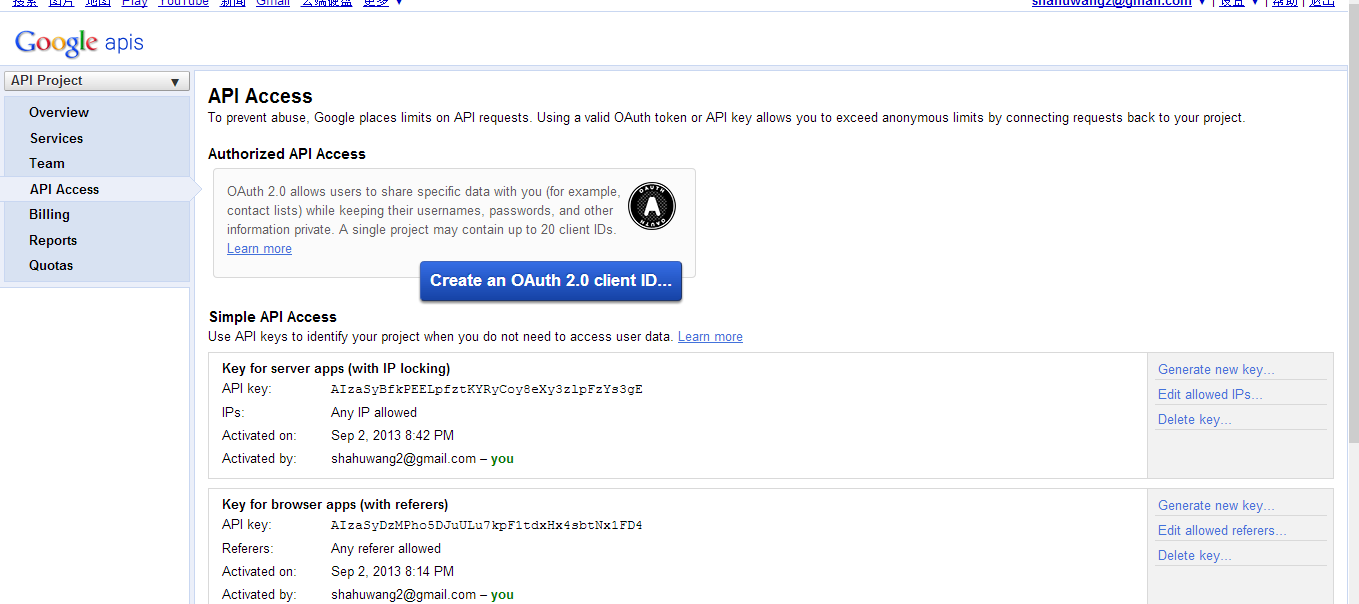 搜索 图片 地图 Play YouTube 新闻 Gmail 云端硬盘 更多 ▼
shahuwang2@gmail.com ▼ | 设置 ▼ | 帮助 | 退出
Google apis
API Project ▼
Overview
Services
Team
API Access
Billing
Reports
Quotas
API Access
To prevent abuse, Google places limits on API requests. Using a valid OAuth token or API key allows you to exceed anonymous limits by connecting requests back to your project.
Authorized API Access
OAuth 2.0 allows users to share specific data with you (for example,
contact lists) while keeping their usernames, passwords, and other
information private. A single project may contain up to 20 client IDs.
Learn more
OAUTH
A
OAUTH
Create an OAuth 2.0 client ID...
Simple API Access
Use API keys to identify your project when you do not need to access user data. Learn more
Key for server apps (with IP locking)
API key: AIzaSyBfkPEELpfztKYRyCoy8eXy3zlpFzYs3gE
IPs: Any IP allowed
Activated on: Sep 2, 2013 8:42 PM
Activated by: shahuwang2@gmail.com – you
Generate new key...
Edit allowed IPs...
Delete key...
Key for browser apps (with referers)
API key: AIzaSyDzMPho5DJuULu7kpF1tdxHx4sbtNx1FD4
Referers: Any referer allowed
Activated on: Sep 2, 2013 8:14 PM
Activated by: shahuwang2@gmail.com – you
Generate new key...
Edit allowed referers...
Delete key...